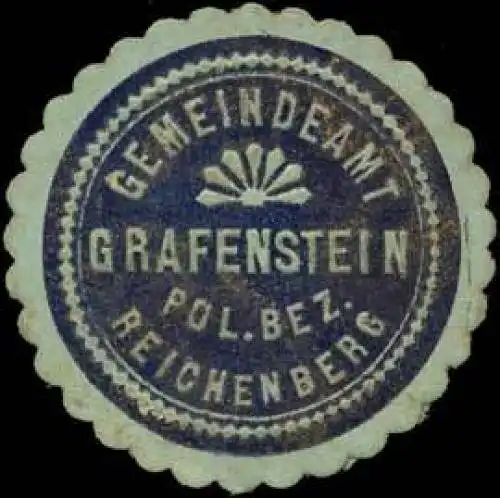 GEMEINDEAMT
GRAFENSTEIN
POL. BEZ.
REICHENBERG